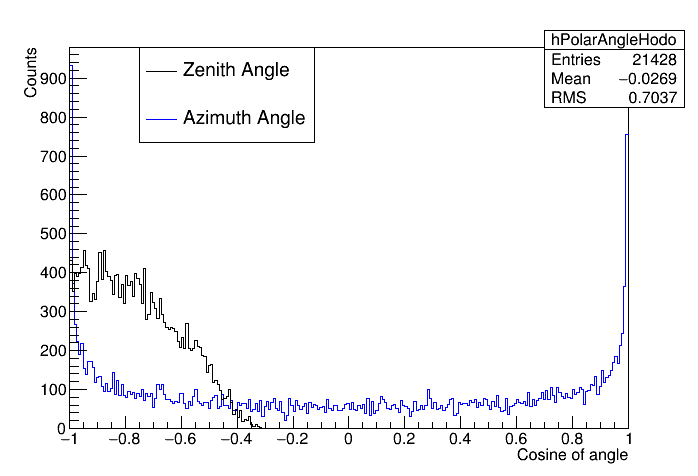 hPolarAngleHodo
Entries 21428
Mean −0.0269
RMS 0.7037
Zenith Angle
Azimuth Angle
Counts
900
800
700
600
500
400
300
200
100
0
−1 −0.8 −0.6 −0.4 −0.2 0 0.2 0.4 0.6 0.8 1
Cosine of angle